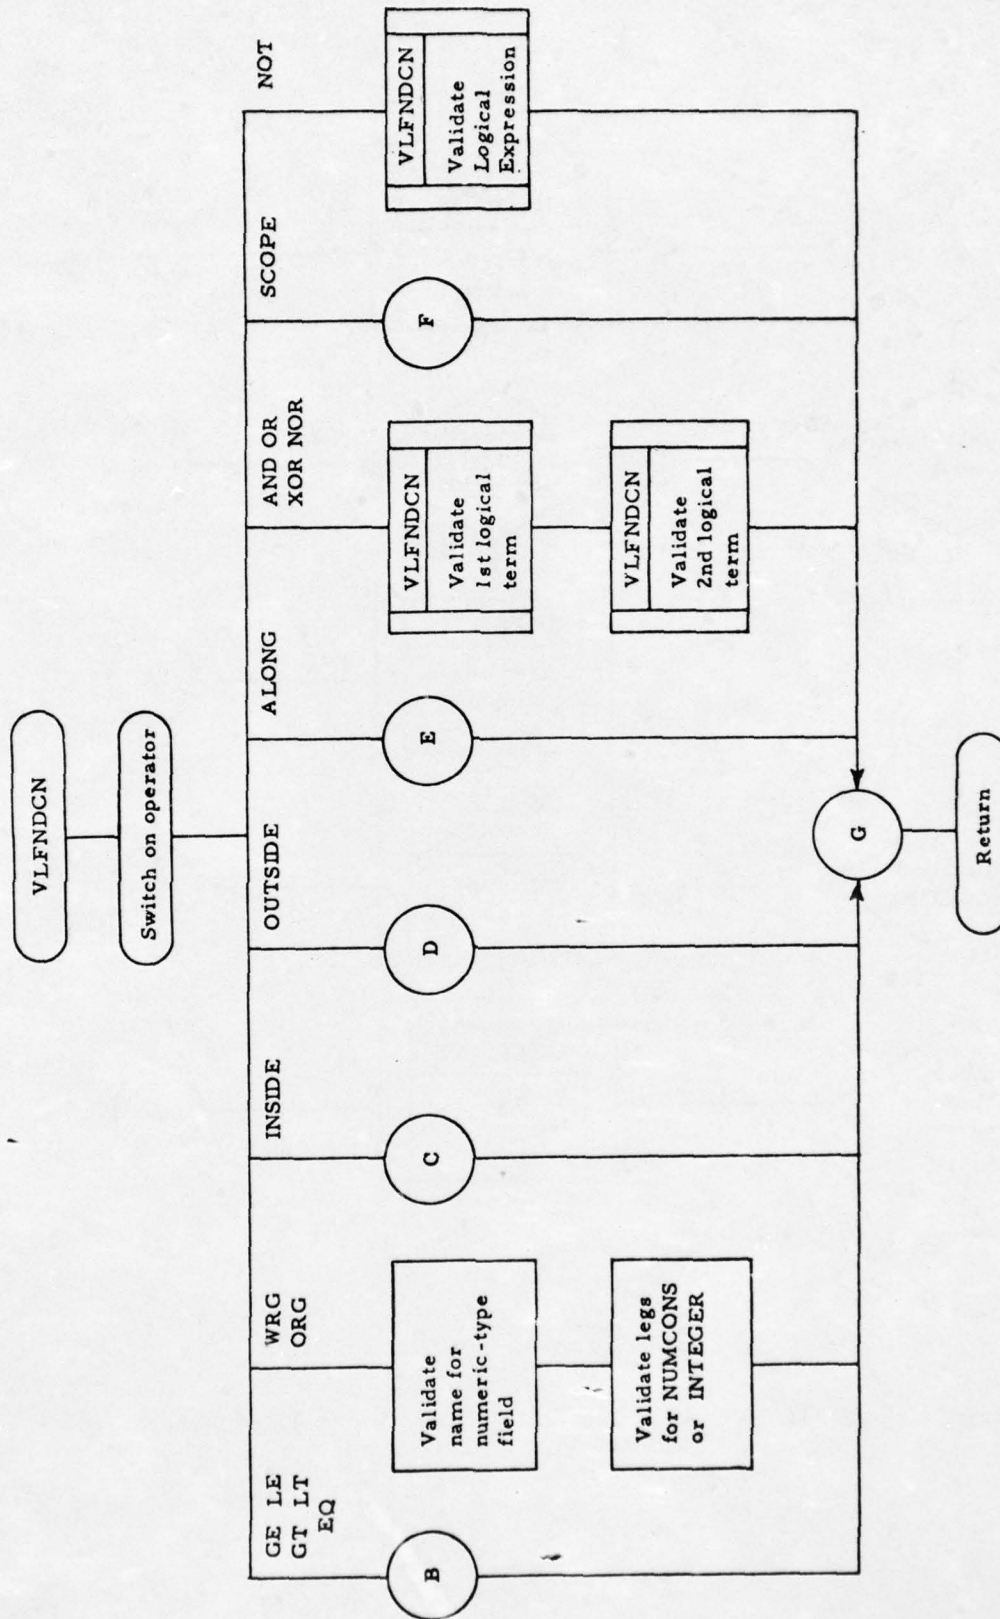 VLFNDCN
Switch on operator
GE LE
GT LT
EQ
WRG
ORG
INSIDE
OUTSIDE
ALONG
AND OR
XOR NOR
SCOPE
NOT
B
Validate
name for
numeric-type
field
C
D
E
VLFNDCN
Validate
1st logical
term
F
VLFNDCN
Validate
Logical
Expression
Validate legs
for NUMCONS
or INTEGER
VLFNDCN
Validate
2nd logical
term
G
Return